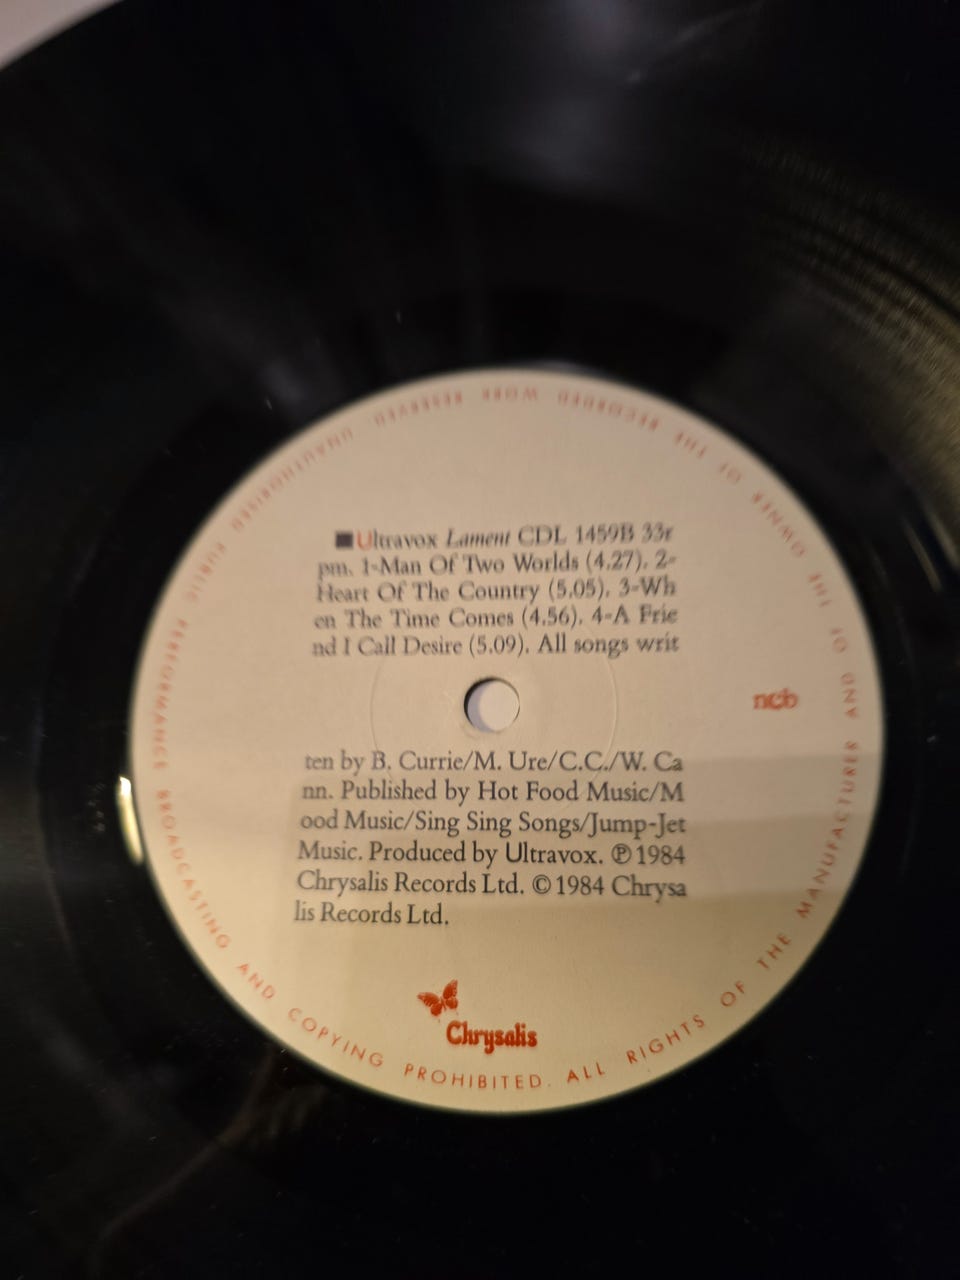 Ultravox Lament CDL 1459B 33r
pm. 1-Man Of Two Worlds (4.27). 2-
Heart Of The Country (5.05). 3-Wh
en The Time Comes (4.56). 4-A Frie
nd I Call Desire (5.09). All songs writ
ten by B. Currie/M. Ure/C.C./W. Ca
nn. Published by Hot Food Music/M
ood Music/Sing Sing Songs/Jump-Jet
Music. Produced by Ultravox. ℗ 1984
Chrysalis Records Ltd. © 1984 Chrysa
lis Records Ltd.
ncb
Chrysalis
ALL RIGHTS OF THE MANUFACTURER AND OF THE OWNER OF THE RECORDED WORK RESERVED. UNAUTHORISED PUBLIC PERFORMANCE BROADCASTING AND COPYING PROHIBITED.